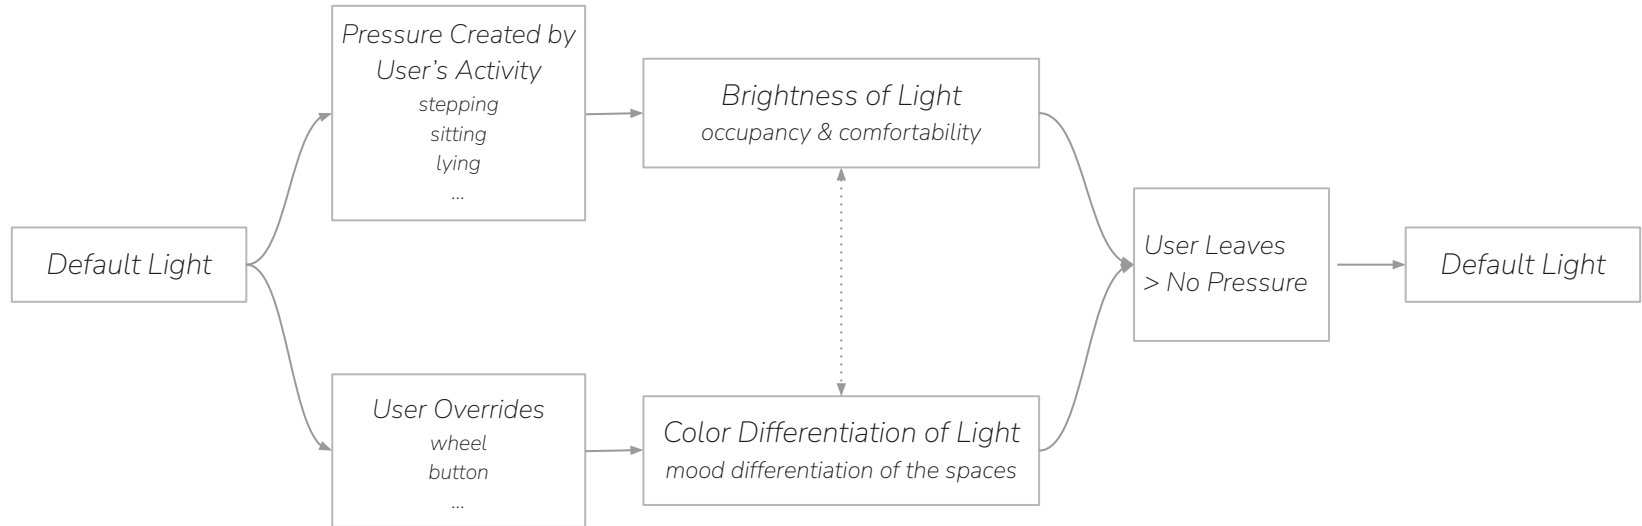 Default Light
Pressure Created by
User’s Activity
stepping
sitting
lying
...
Brightness of Light
occupancy & comfortability
User Overrides
wheel
button
...
Color Differentiation of Light
mood differentiation of the spaces
User Leaves
> No Pressure
Default Light